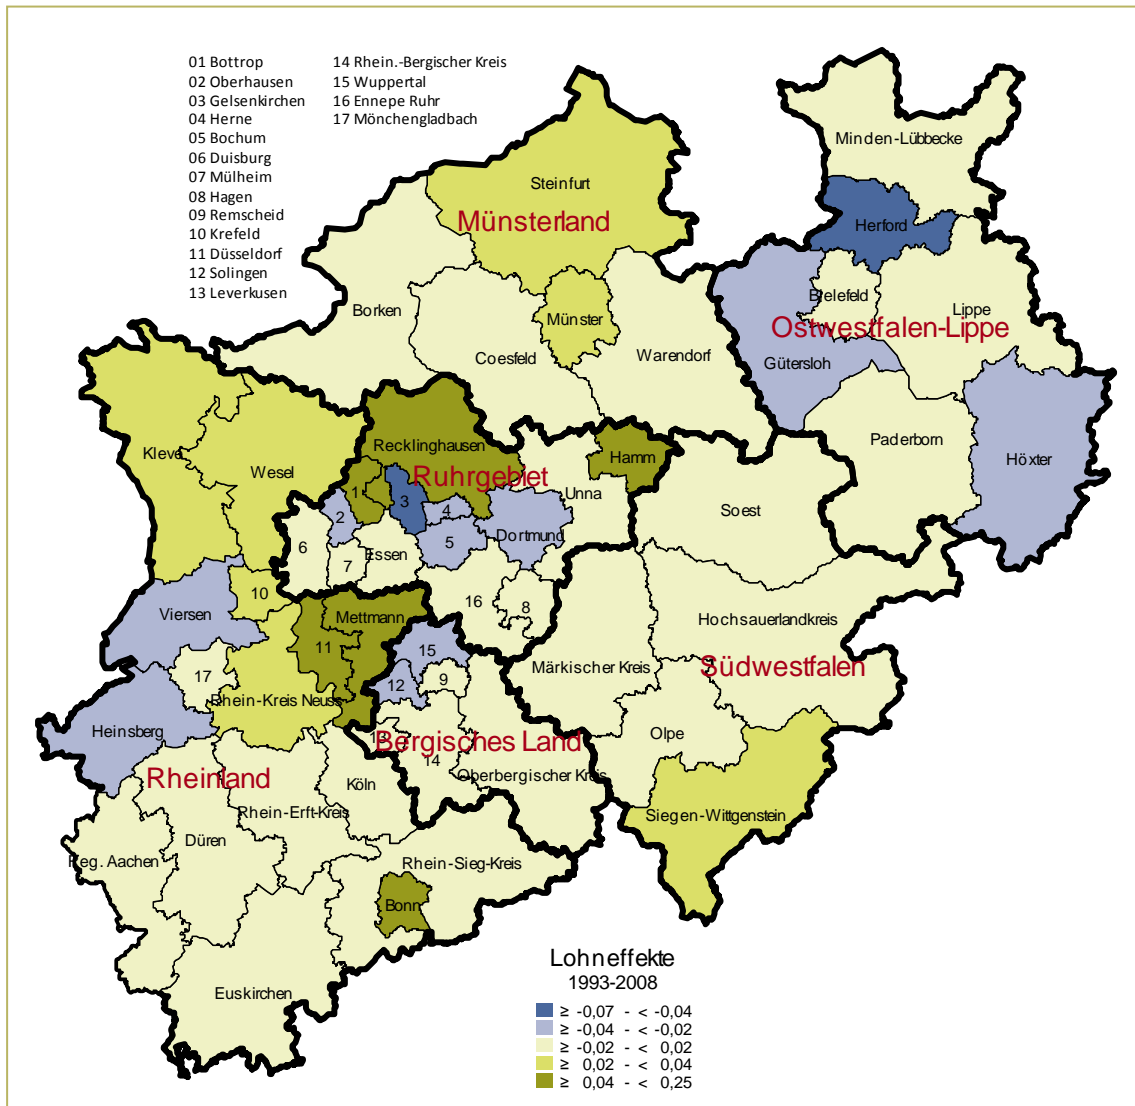 01 Bottrop
02 Oberhausen
03 Gelsenkirchen
04 Herne
05 Bochum
06 Duisburg
07 Mülheim
08 Hagen
09 Remscheid
10 Krefeld
11 Düsseldorf
12 Solingen
13 Leverkusen
14 Rhein.-Bergischer Kreis
15 Wuppertal
16 Ennepe Ruhr
17 Mönchengladbach
Minden-Lübbecke
Steinfurt
Münsterland
Herford
Bielefeld
Lippe
Borken
Münster
Ostwestfalen-Lippe
Coesfeld
Warendorf
Gütersloh
Kleve
Wesel
Recklinghausen
Hamm
Paderborn
Höxter
Ruhrgebiet
1
3
Unna
2
4
Soest
Dortmund
6
5
Essen
7
10
16
8
Viersen
Mettmann
Hochsauerlandkreis
11
15
Märkischer Kreis
Südwestfalen
17
12
9
Rhein-Kreis Neuss
Heinsberg
Olpe
Bergisches Land
14
Rheinland
Köln
Oberbergischer Kreis
Rhein-Erft-Kreis
Siegen-Wittgenstein
Düren
Reg. Aachen
Rhein-Sieg-Kreis
Bonn
Euskirchen
Lohneffekte
1993-2008
≥ -0,07 - < -0,04
≥ -0,04 - < -0,02
≥ -0,02 - < 0,02
≥ 0,02 - < 0,04
≥ 0,04 - < 0,25